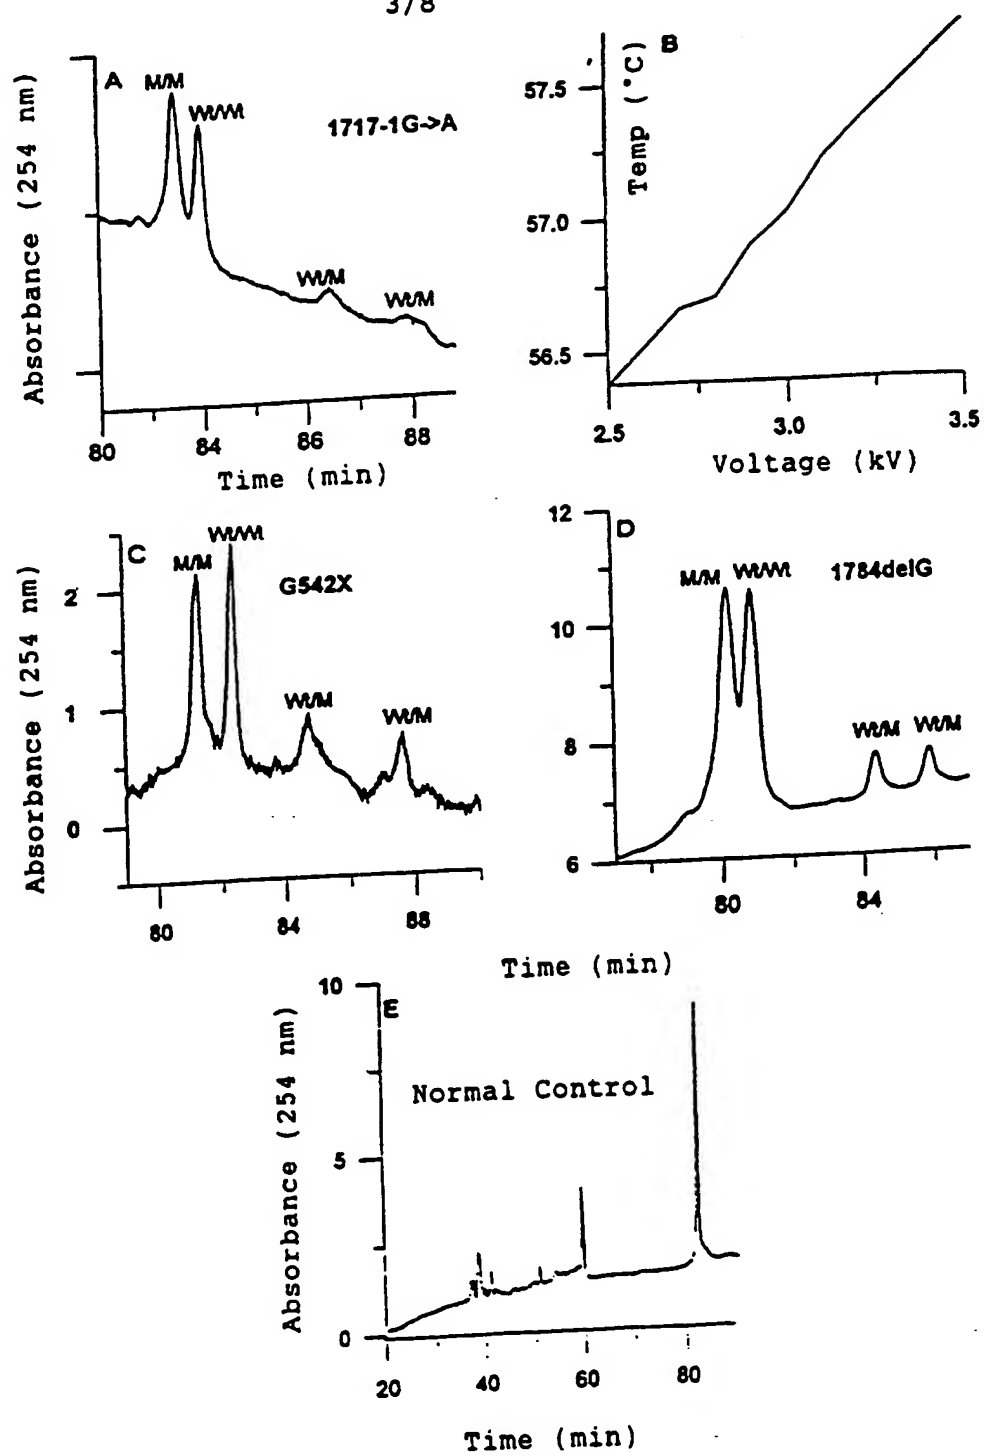 3/8
A
M/M
Wt/Wt
1717-1G->A
Wt/M
Wt/M
Absorbance (254 nm)
80
84
86
88
Time (min)
B
Temp (°C)
57.5
57.0
56.5
2.5
3.0
3.5
Voltage (kV)
C
M/M
Wt/Wt
G542X
Wt/M
Wt/M
Absorbance (254 nm)
2
1
0
80
84
88
D
M/M
Wt/Wt
1784delG
Wt/M
Wt/M
12
10
8
6
80
84
Time (min)
E
Normal Control
Absorbance (254 nm)
10
5
0
20
40
60
80
Time (min)